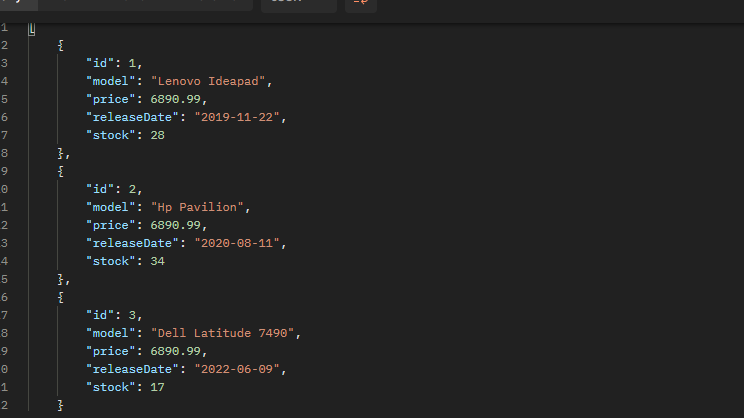 1 [
2 {
3 "id": 1,
4 "model": "Lenovo Ideapad",
5 "price": 6890.99,
6 "releaseDate": "2019-11-22",
7 "stock": 28
8 },
9 {
0 "id": 2,
1 "model": "Hp Pavilion",
2 "price": 6890.99,
3 "releaseDate": "2020-08-11",
4 "stock": 34
5 },
6 {
7 "id": 3,
8 "model": "Dell Latitude 7490",
9 "price": 6890.99,
0 "releaseDate": "2022-06-09",
1 "stock": 17
2 }